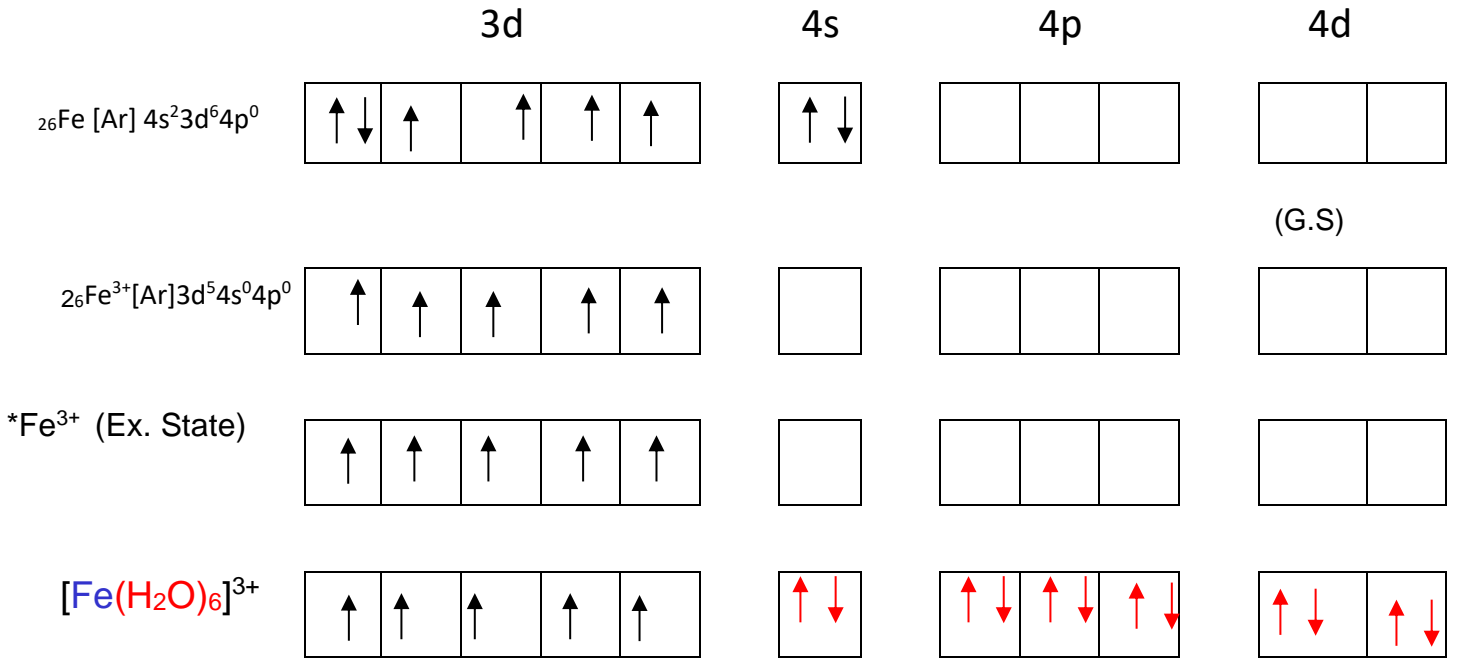 3d 4s 4p 4d
₂₆Fe [Ar] 4s²3d⁶4p⁰
(G.S)
2₆Fe³⁺[Ar]3d⁵4s⁰4p⁰
*Fe³⁺ (Ex. State)
[Fe(H₂O)₆]³⁺